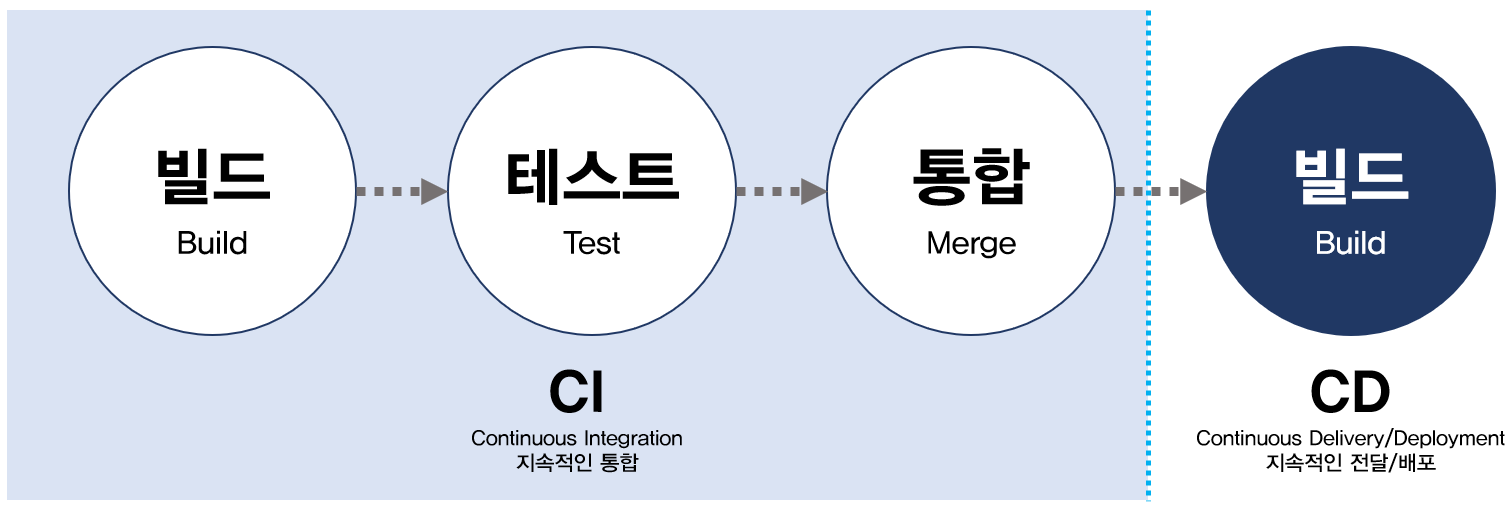 빌드
Build
테스트
Test
통합
Merge
빌드
Build
CI
Continuous Integration
지속적인 통합
CD
Continuous Delivery/Deployment
지속적인 전달/배포